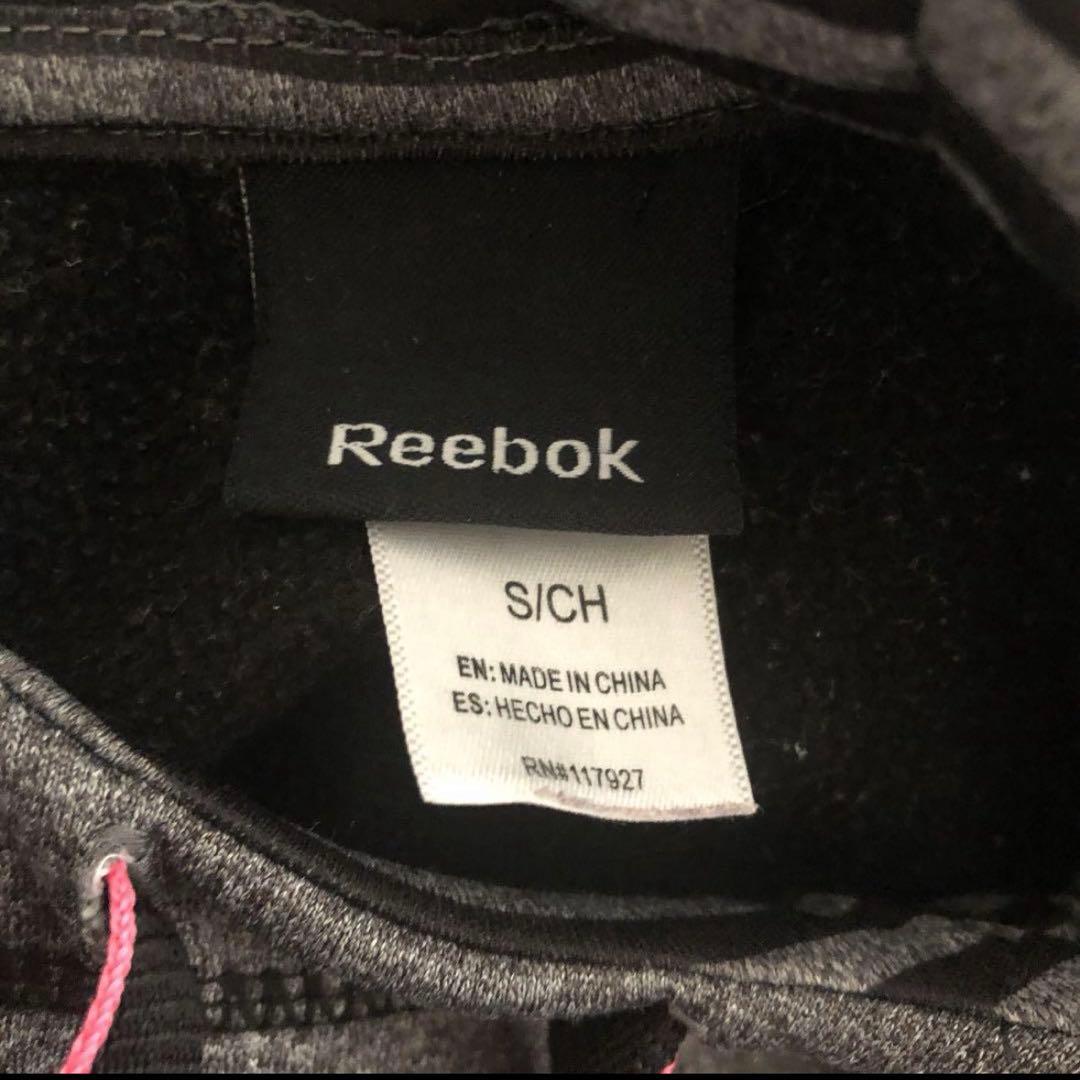 Reebok
S/CH
EN: MADE IN CHINA
ES: HECHO EN CHINA
RN#117927